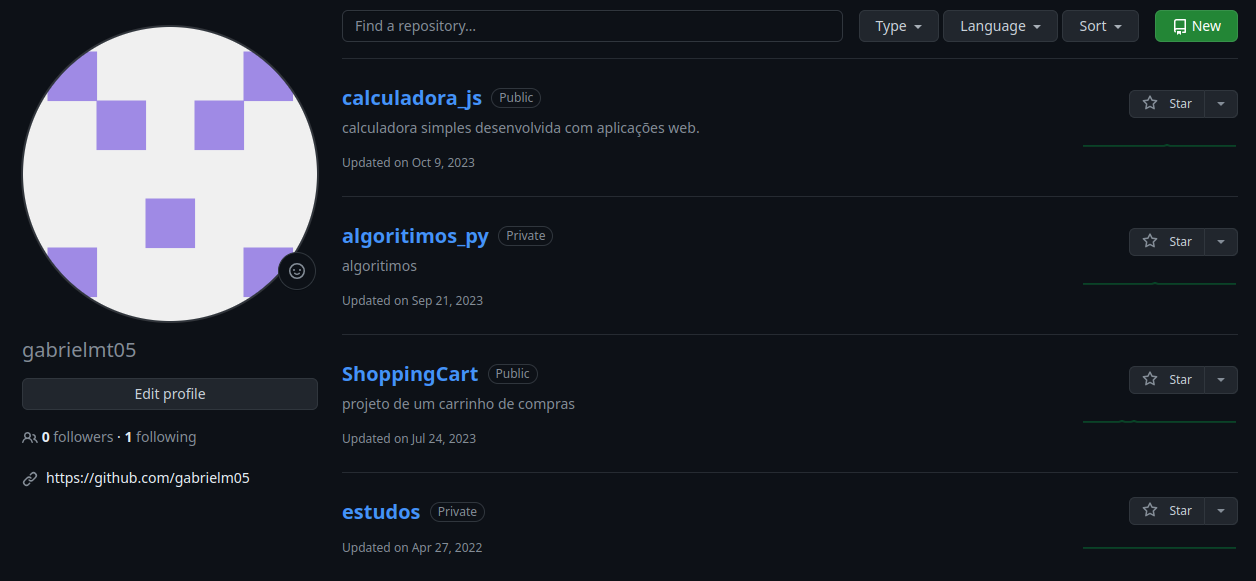 Find a repository...
Type
Language
Sort
New
calculadora_js Public
Star
calculadora simples desenvolvida com aplicações web.
Updated on Oct 9, 2023
algoritimos_py Private
Star
algoritimos
Updated on Sep 21, 2023
ShoppingCart Public
Star
projeto de um carrinho de compras
Updated on Jul 24, 2023
estudos Private
Star
Updated on Apr 27, 2022
gabrielmt05
Edit profile
0 followers · 1 following
https://github.com/gabrielm05